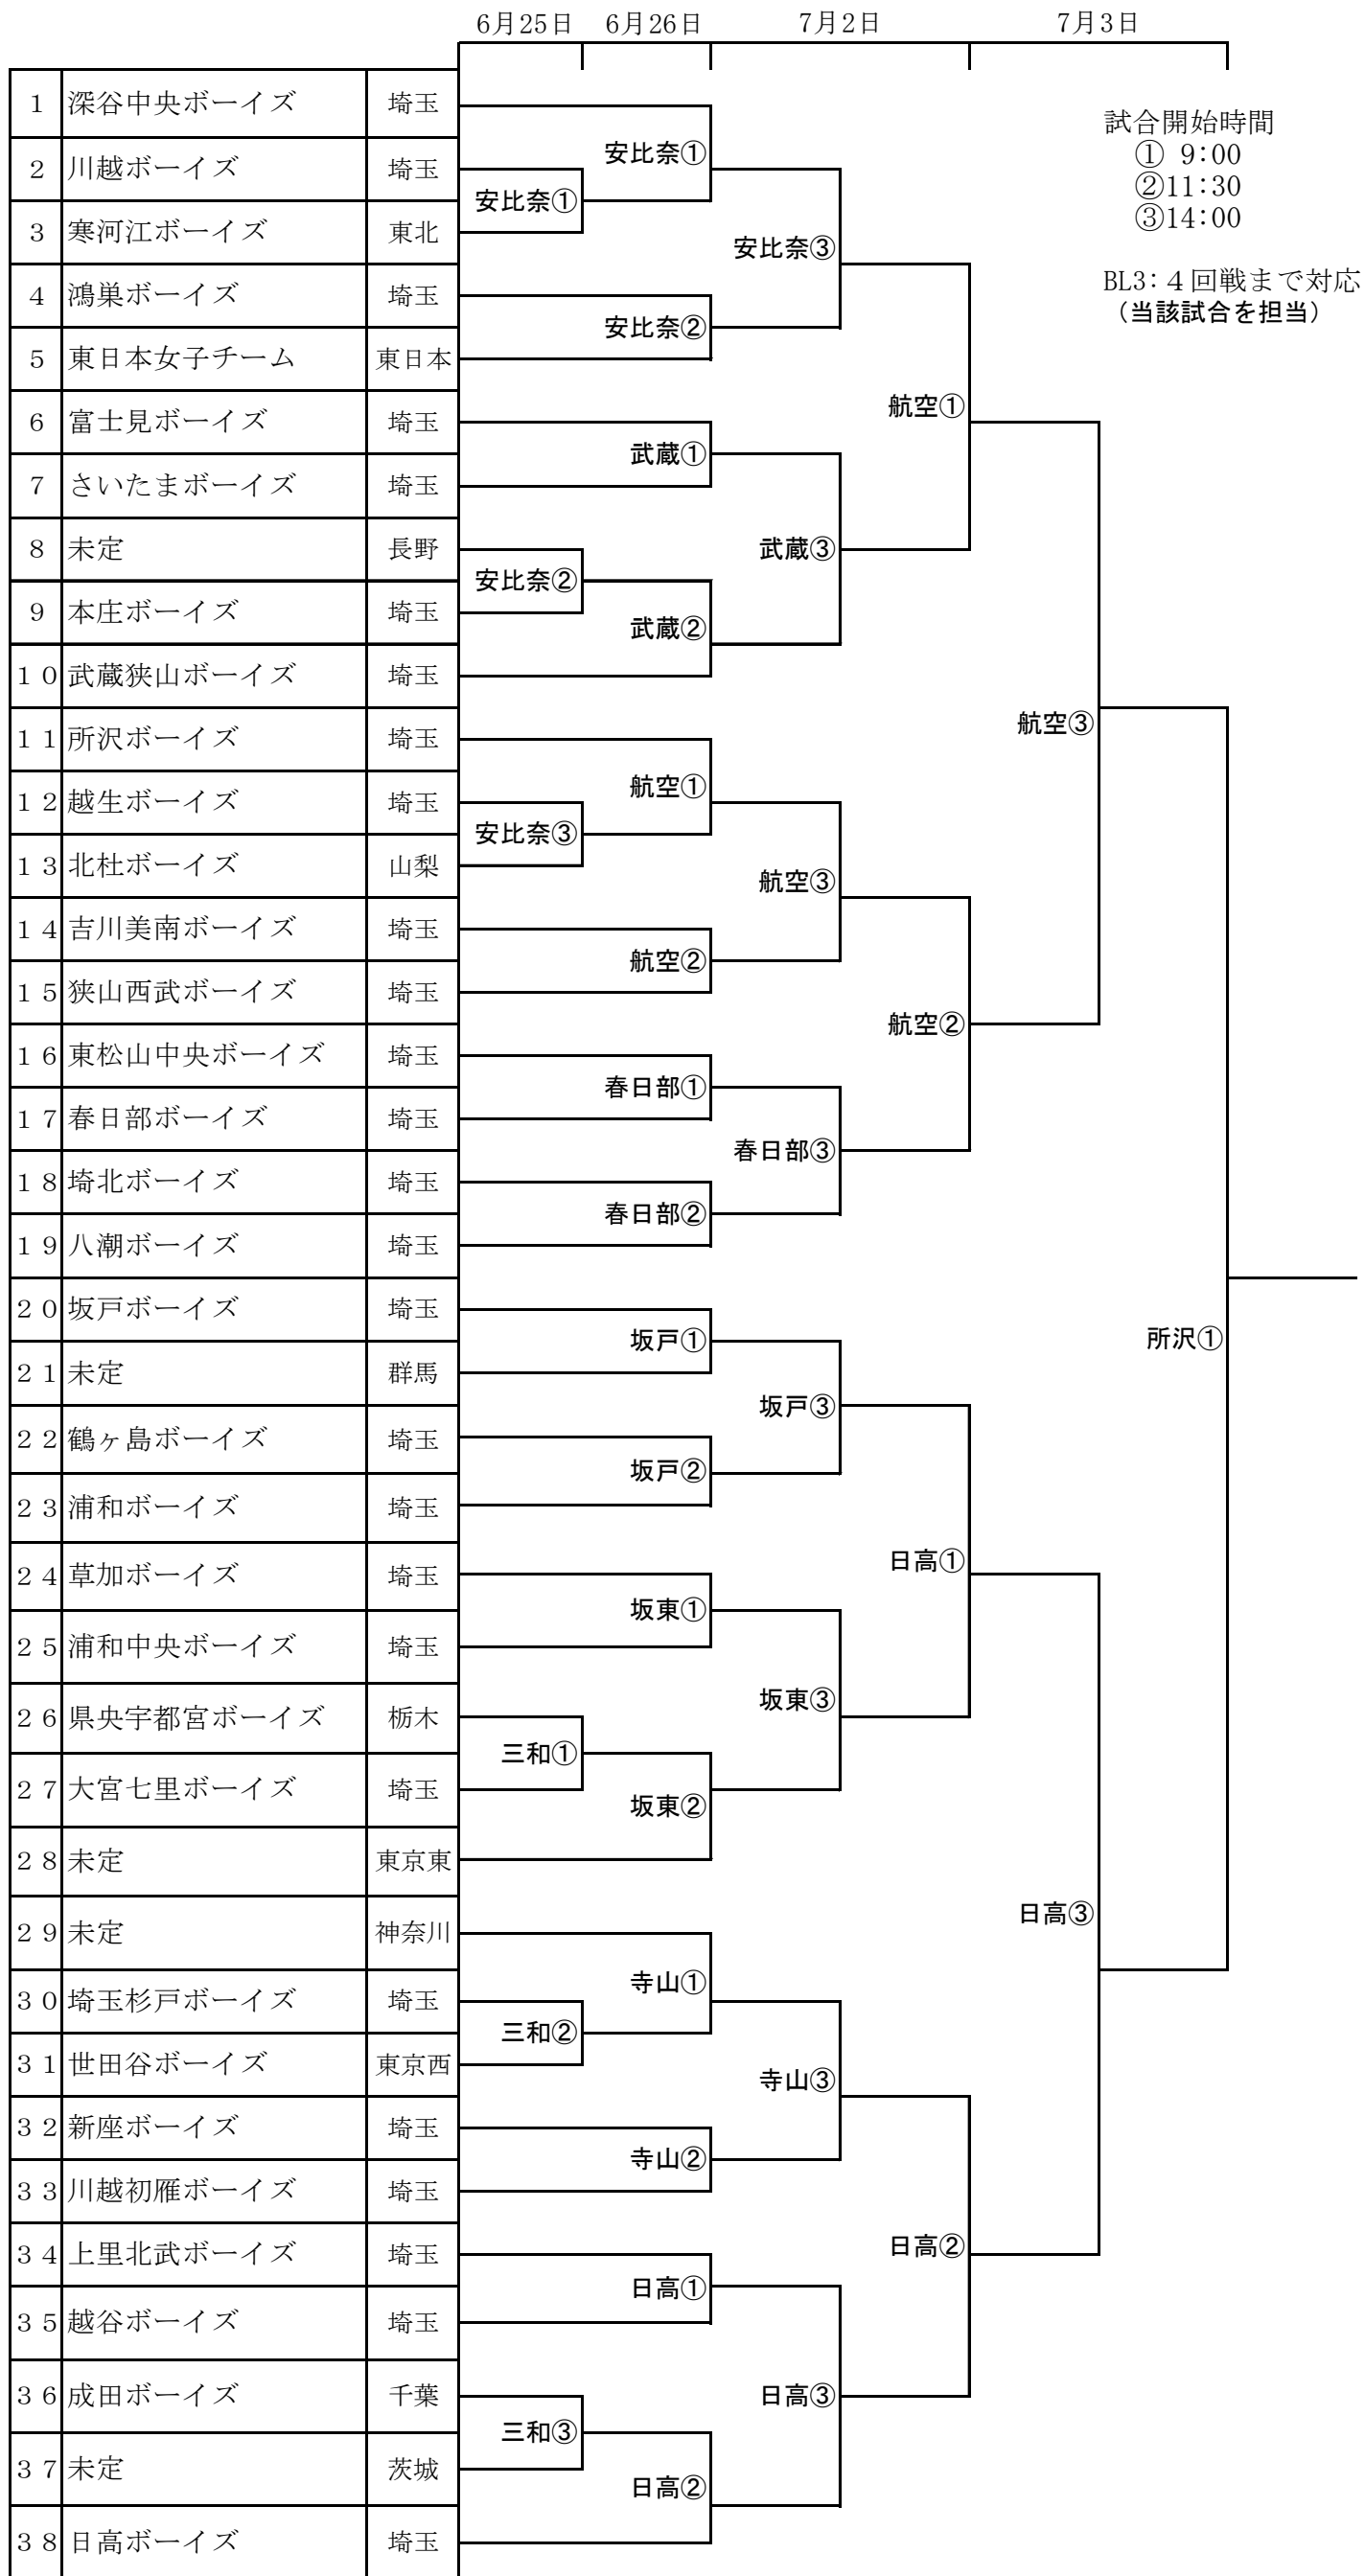 6月25日 6月26日 7月2日 7月3日
1 深谷中央ボーイズ 埼玉
試合開始時間
安比奈①
① 9:00
2 川越ボーイズ 埼玉
②11:30
安比奈①
③14:00
3 寒河江ボーイズ 東北
安比奈③
4 鴻巣ボーイズ 埼玉
BL3:４回戦まで対応
（当該試合を担当）
安比奈②
5 東日本女子チーム 東日本
航空①
6 富士見ボーイズ 埼玉
武蔵①
7 さいたまボーイズ 埼玉
8 未定 長野
武蔵③
安比奈②
9 本庄ボーイズ 埼玉
武蔵②
１０ 武蔵狭山ボーイズ 埼玉
航空③
１１ 所沢ボーイズ 埼玉
航空①
１２ 越生ボーイズ 埼玉
安比奈③
１３ 北杜ボーイズ 山梨
航空③
１４ 吉川美南ボーイズ 埼玉
航空②
１５ 狭山西武ボーイズ 埼玉
航空②
１６ 東松山中央ボーイズ 埼玉
春日部①
１７ 春日部ボーイズ 埼玉
春日部③
１８ 埼北ボーイズ 埼玉
春日部②
１９ 八潮ボーイズ 埼玉
２０ 坂戸ボーイズ 埼玉
坂戸①
所沢①
２１ 未定 群馬
坂戸③
２２ 鶴ヶ島ボーイズ 埼玉
坂戸②
２３ 浦和ボーイズ 埼玉
日高①
２４ 草加ボーイズ 埼玉
坂東①
２５ 浦和中央ボーイズ 埼玉
坂東③
２６ 県央宇都宮ボーイズ 栃木
三和①
２７ 大宮七里ボーイズ 埼玉
坂東②
２８ 未定 東京東
日高③
２９ 未定 神奈川
寺山①
３０ 埼玉杉戸ボーイズ 埼玉
三和②
３１ 世田谷ボーイズ 東京西
寺山③
３２ 新座ボーイズ 埼玉
寺山②
３３ 川越初雁ボーイズ 埼玉
日高②
３４ 上里北武ボーイズ 埼玉
日高①
３５ 越谷ボーイズ 埼玉
３６ 成田ボーイズ 千葉
日高③
三和③
３７ 未定 茨城
日高②
３８ 日高ボーイズ 埼玉